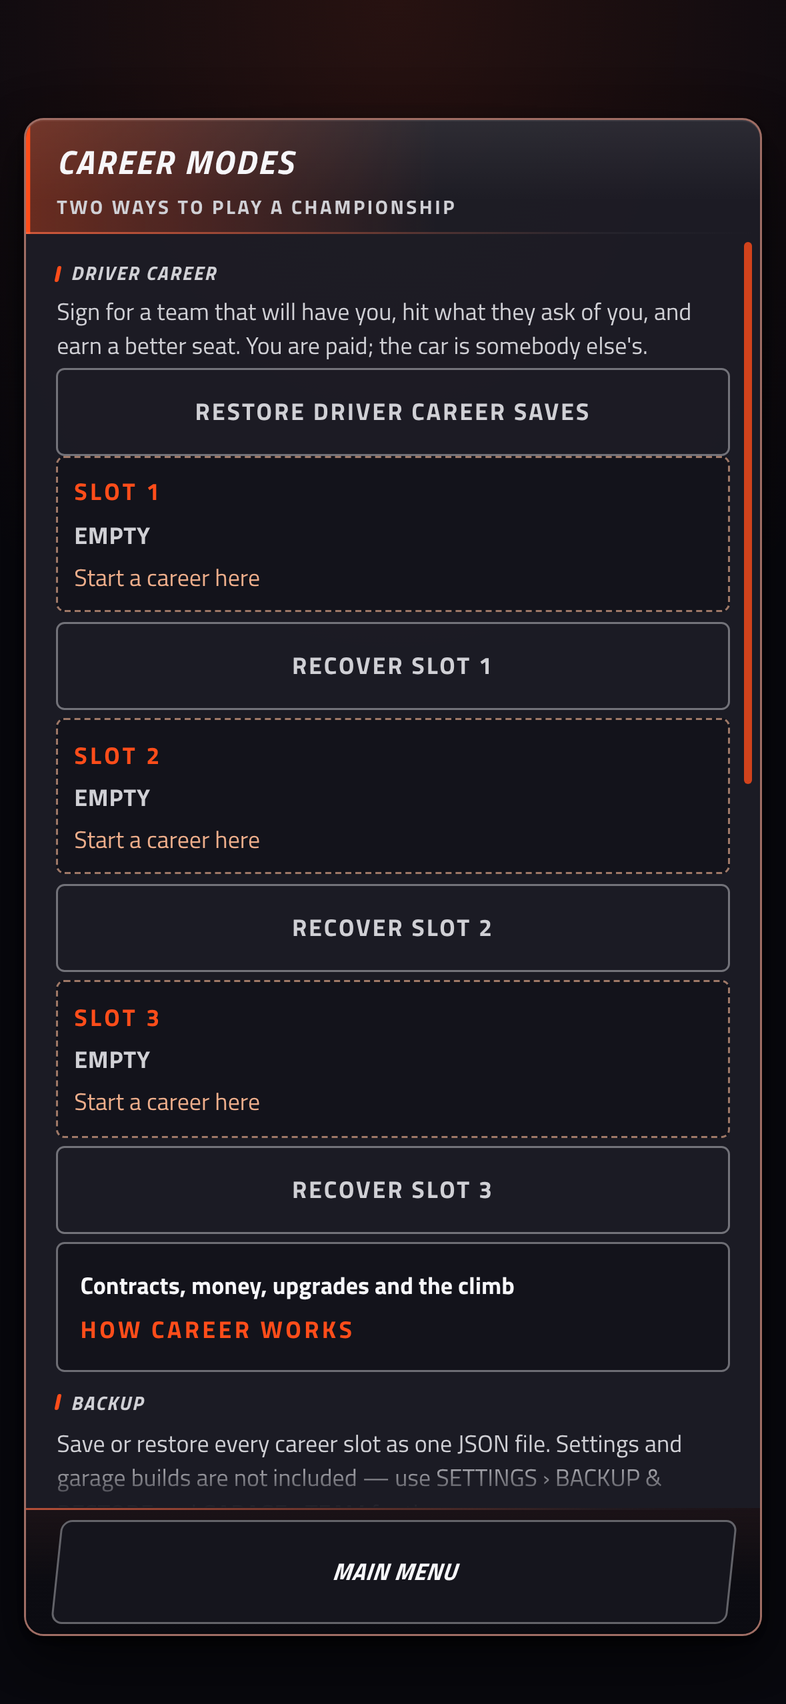 CAREER MODES
TWO WAYS TO PLAY A CHAMPIONSHIP
DRIVER CAREER
Sign for a team that will have you, hit what they ask of you, and
earn a better seat. You are paid; the car is somebody else's.
RESTORE DRIVER CAREER SAVES
SLOT 1
EMPTY
Start a career here
RECOVER SLOT 1
SLOT 2
EMPTY
Start a career here
RECOVER SLOT 2
SLOT 3
EMPTY
Start a career here
RECOVER SLOT 3
Contracts, money, upgrades and the climb
HOW CAREER WORKS
BACKUP
Save or restore every career slot as one JSON file. Settings and
garage builds are not included — use SETTINGS › BACKUP &
MAIN MENU